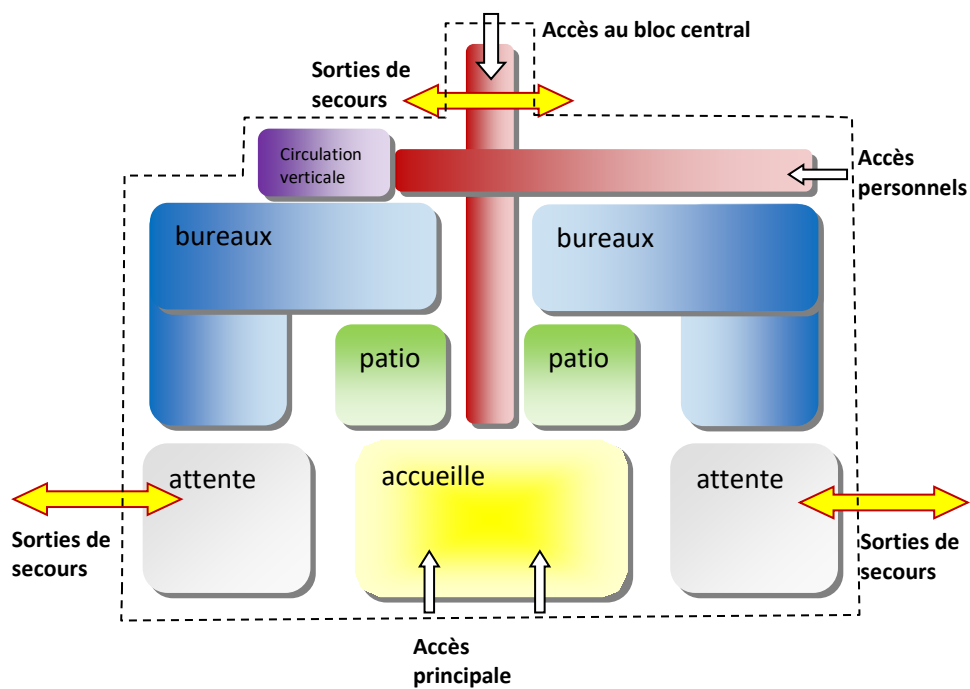 Accès au bloc central
Sorties de
secours
Circulation
verticale
Accès
personnels
bureaux
bureaux
patio
patio
attente
accueille
attente
Sorties de
secours
Sorties de
secours
Accès
principale